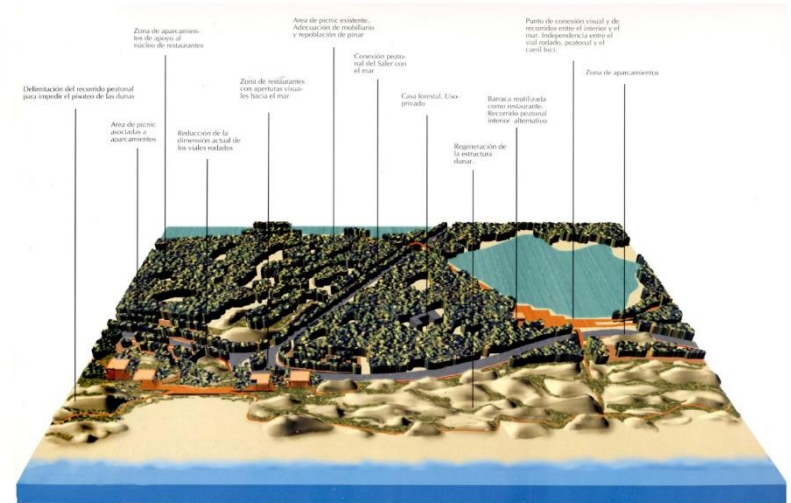 Delimitación del recorrido peatonal
para impedir el pisoteo de las dunas
Area de picnic
asociadas a
aparcamientos
Zona de aparcamien-
tos de apoyo al
núcleo de restaurantes
Reducción de la
dimensión actual de
los viales rodados
Zona de restaurantes
con aperturas visua-
les hacia el mar
Area de picnic existente.
Adecuación de mobiliario
y repoblación de pinar
Conexión peato-
nal del Saler con
el mar
Casa forestal. Uso-
privado
Regeneración de
la estructura
dunar.
Barraca reutilizada
como restaurante.
Recorrido peatonal
interior alternativo
Punto de conexión visual y de
recorridos entre el interior y el
mar. Independencia entre el
vial rodado, peatonal y el
carril bici.
Zona de aparcamientos